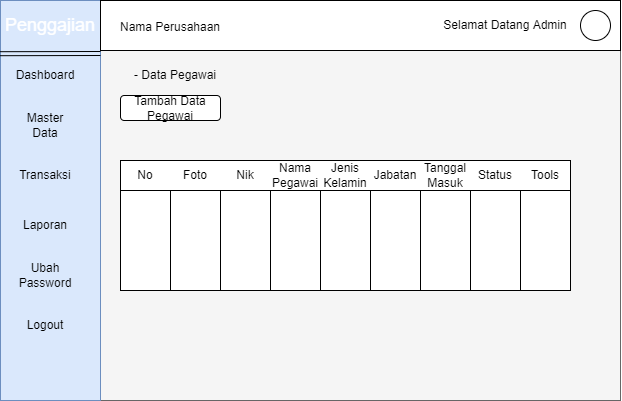 Penggajian
Nama Perusahaan
Selamat Datang Admin
Dashboard
Master
Data
Transaksi
Laporan
Ubah
Password
Logout
- Data Pegawai
Tambah Data
Pegawai
No
Foto
Nik
Nama
Pegawai
Jenis
Kelamin
Jabatan
Tanggal
Masuk
Status
Tools